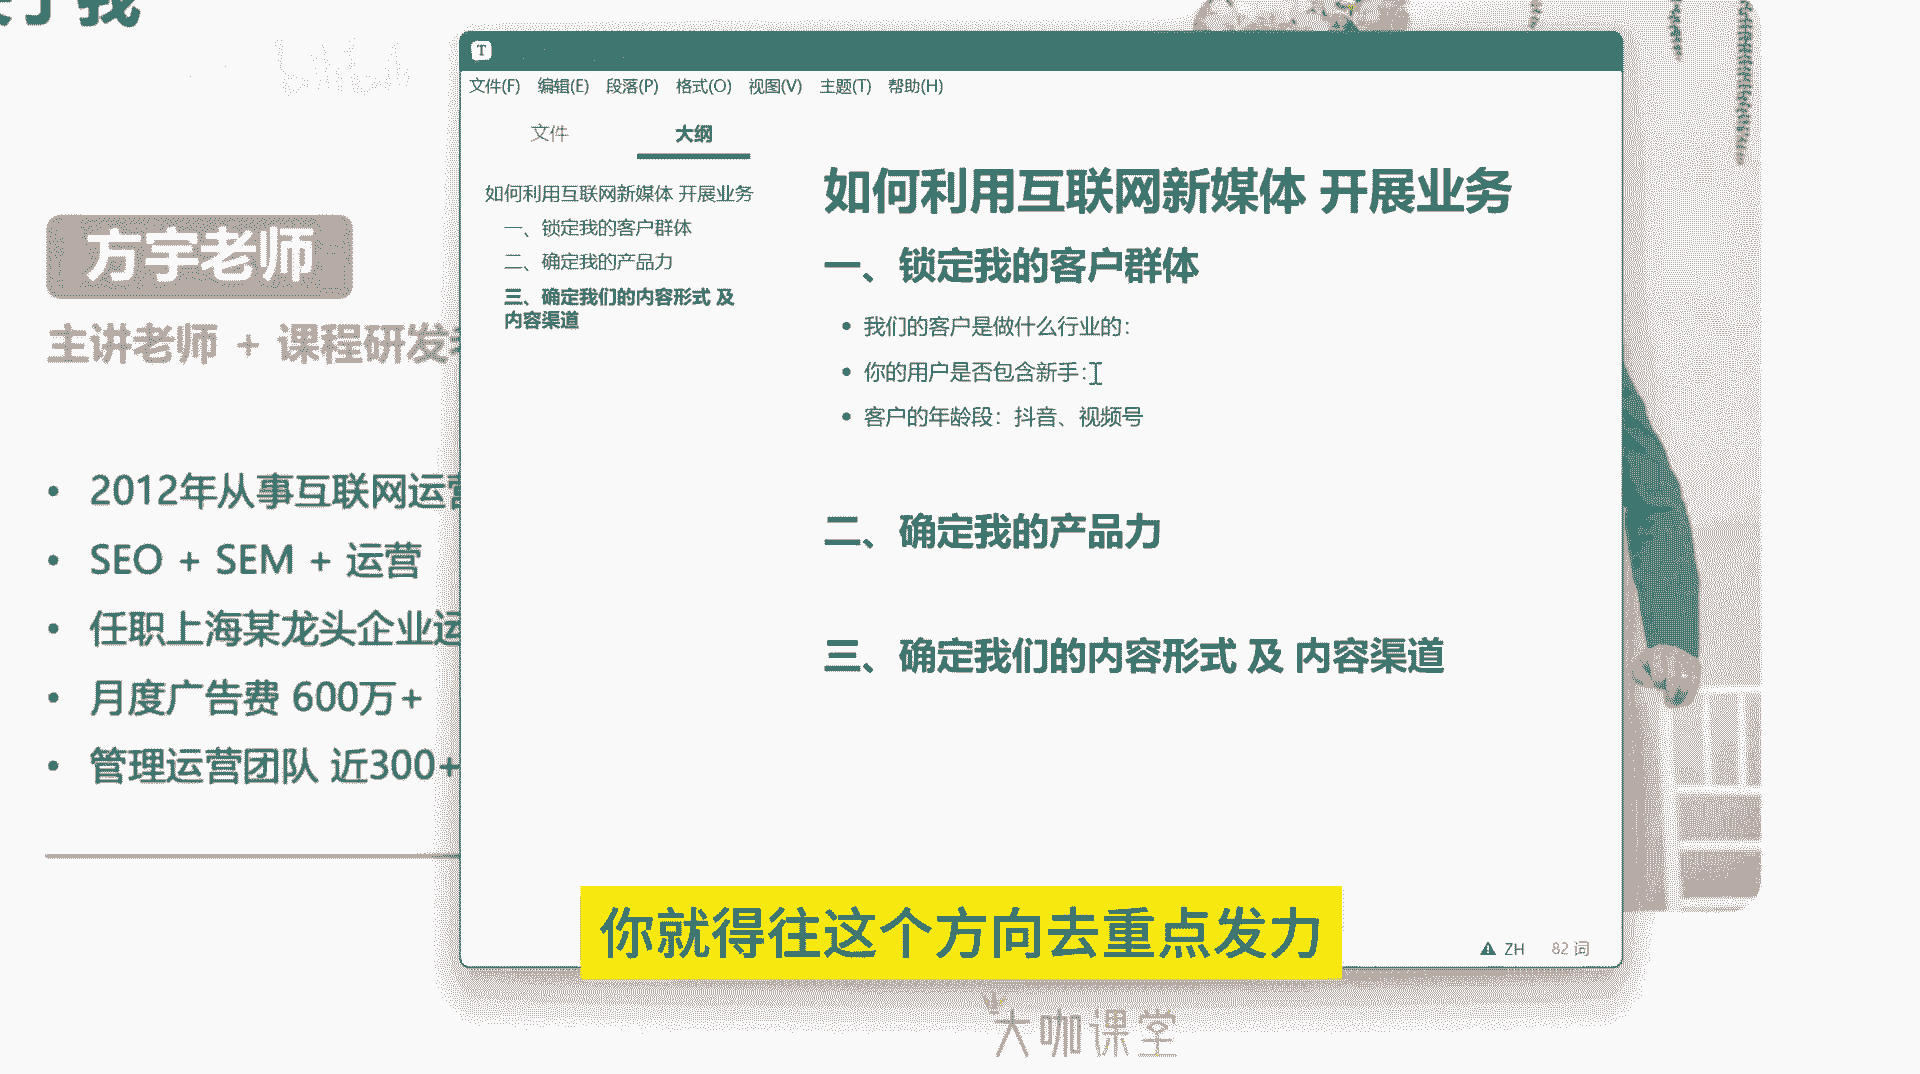 我
bilibili
方宇老师
主讲老师 + 课程研发
• 2012年从事互联网运营
• SEO + SEM + 运营
• 任职上海某龙头企业运
• 月度广告费 600万+
• 管理运营团队 近300+
T
文件(F) 编辑(E) 段落(P) 格式(O) 视图(V) 主题(T) 帮助(H)
文件 大纲
如何利用互联网新媒体 开展业务
一、锁定我的客户群体
二、确定我的产品力
三、确定我们的内容形式 及
内容渠道
如何利用互联网新媒体 开展业务
一、锁定我的客户群体
• 我们的客户是做什么行业的：
• 你的用户是否包含新手：
• 客户的年龄段：抖音、视频号
二、确定我的产品力
三、确定我们的内容形式 及 内容渠道
你就得往这个方向去重点发力
ZH 82 词
大咖课堂